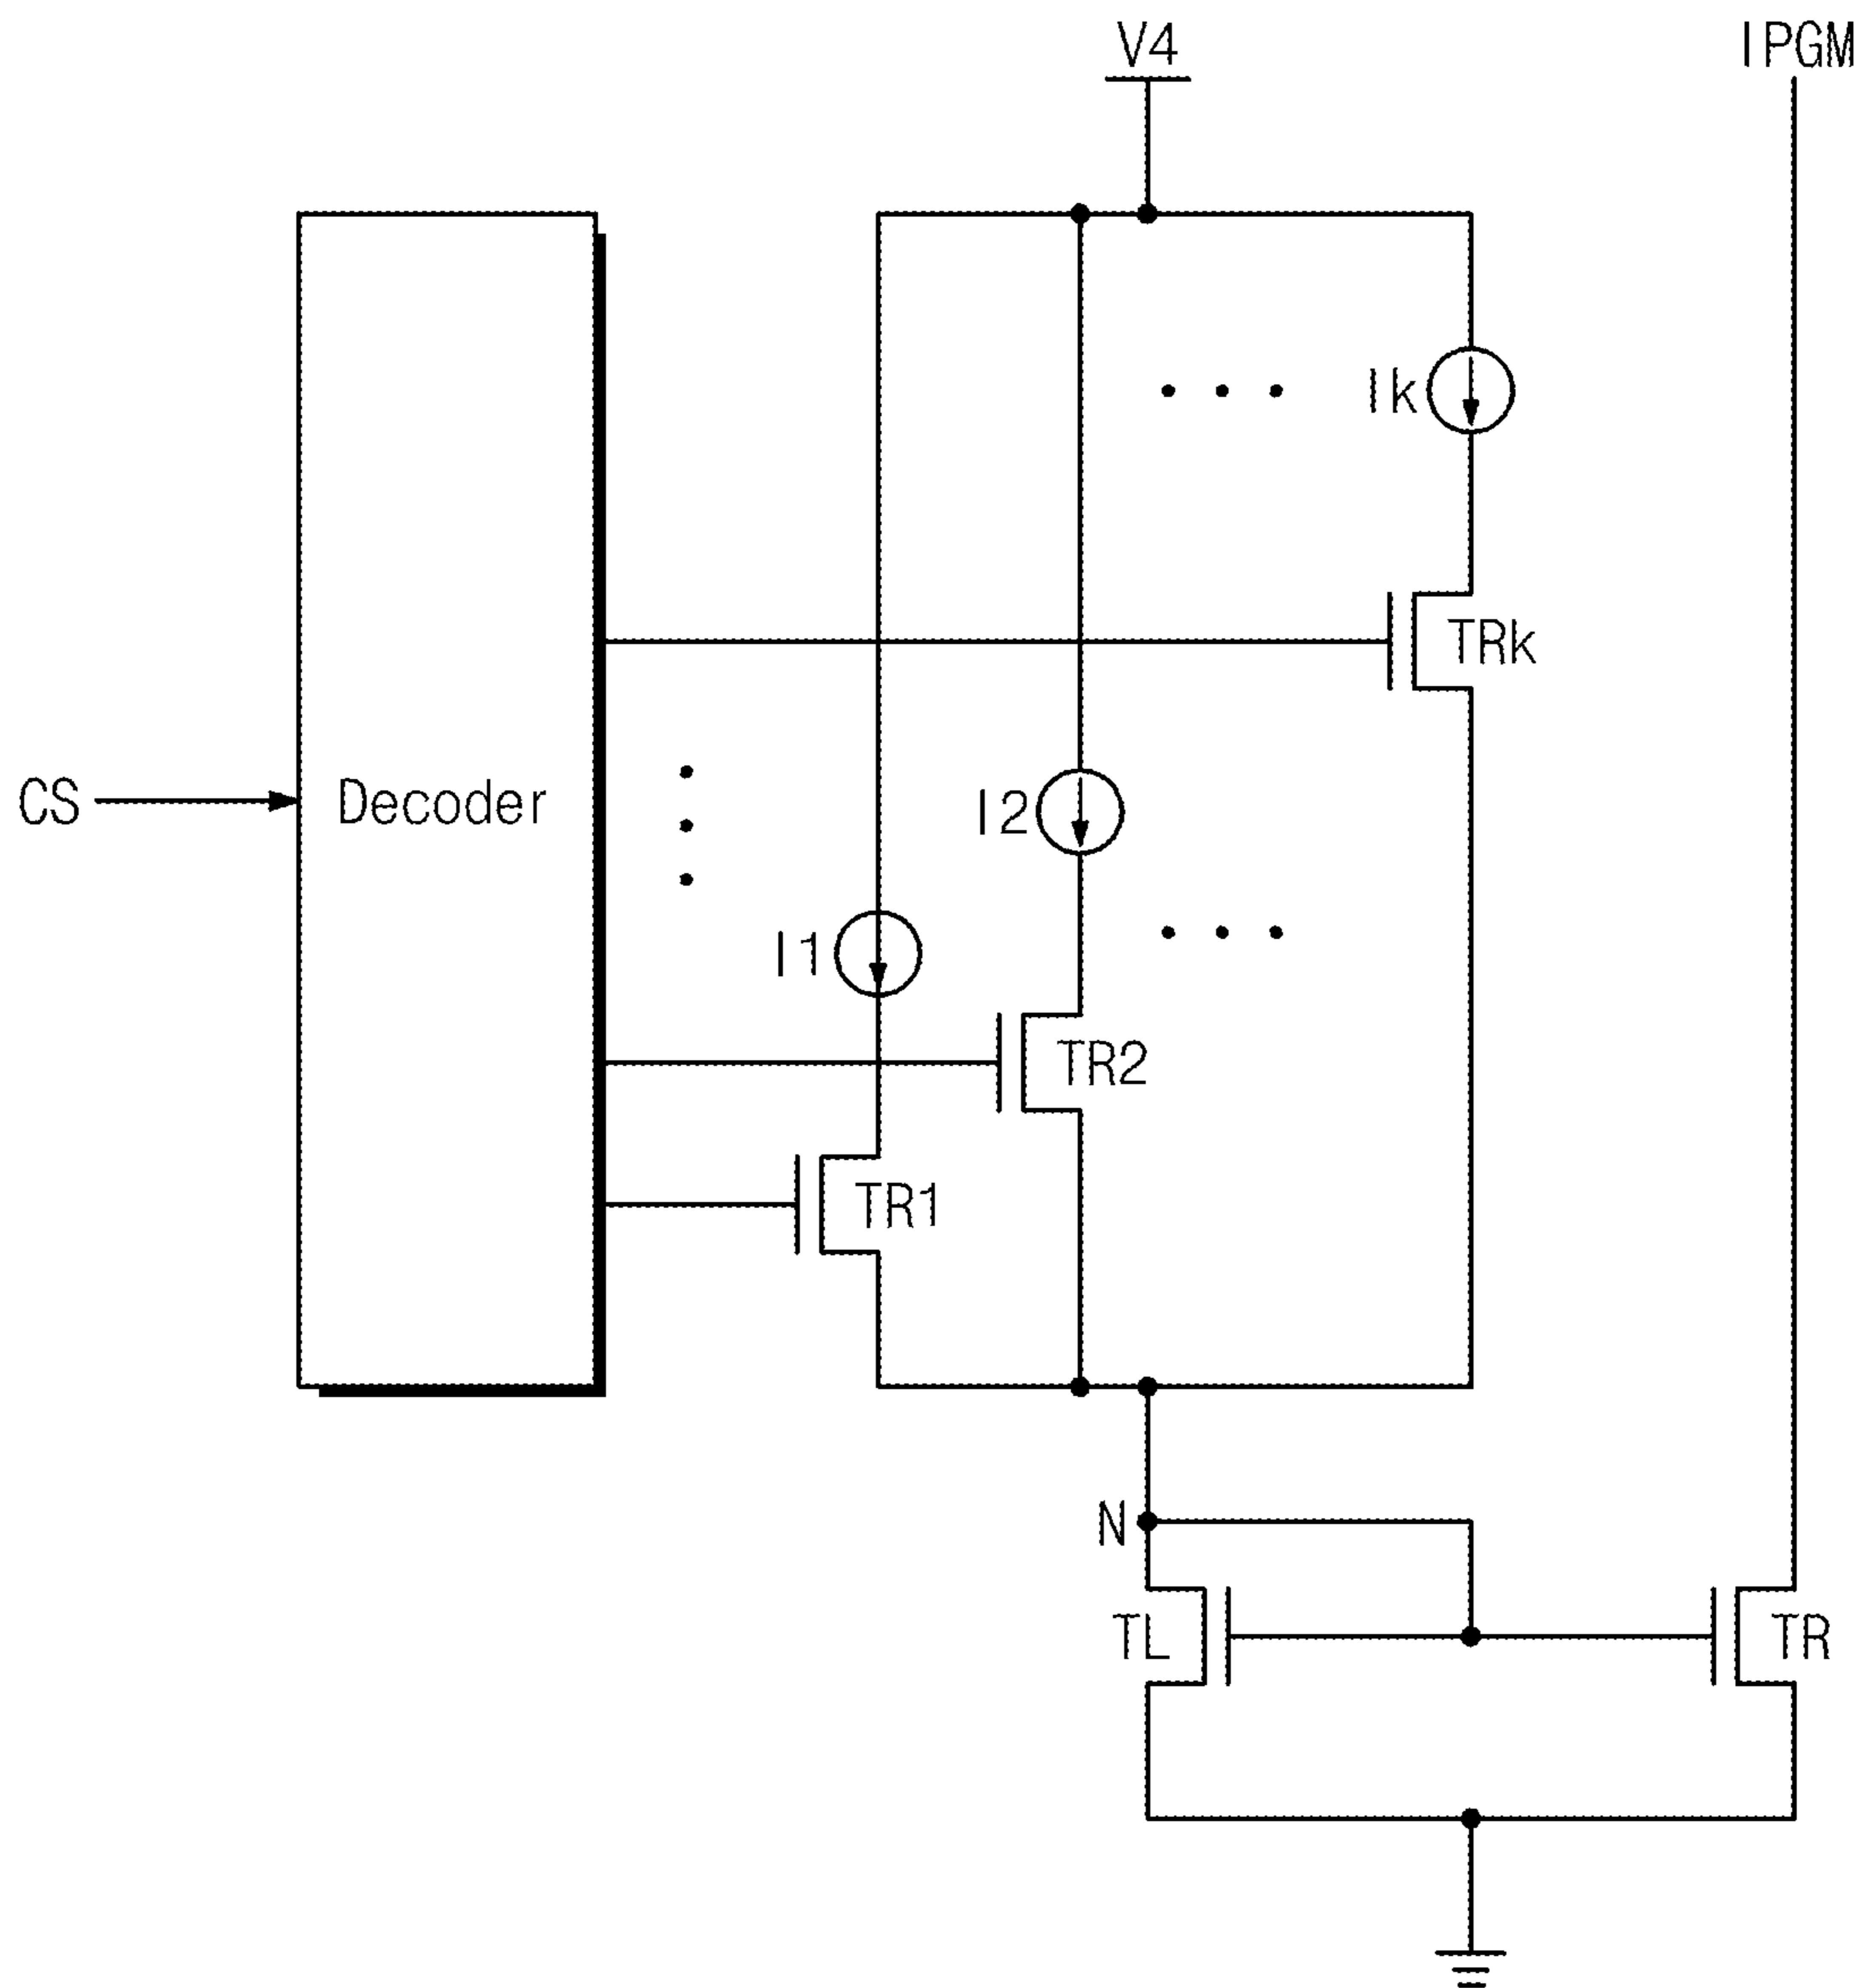 V4
IPGM
Ik
TRk
CS
Decoder
I2
I1
TR2
TR1
N
TL
TR